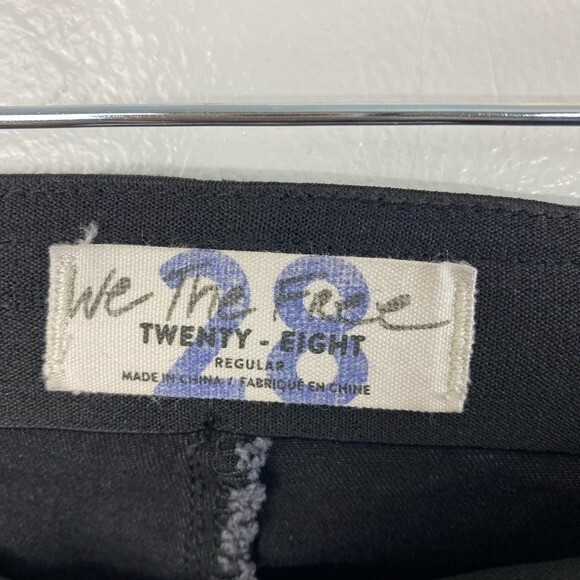 We The Free
28
TWENTY - EIGHT
REGULAR
MADE IN CHINA / FABRIQUÉ EN CHINE